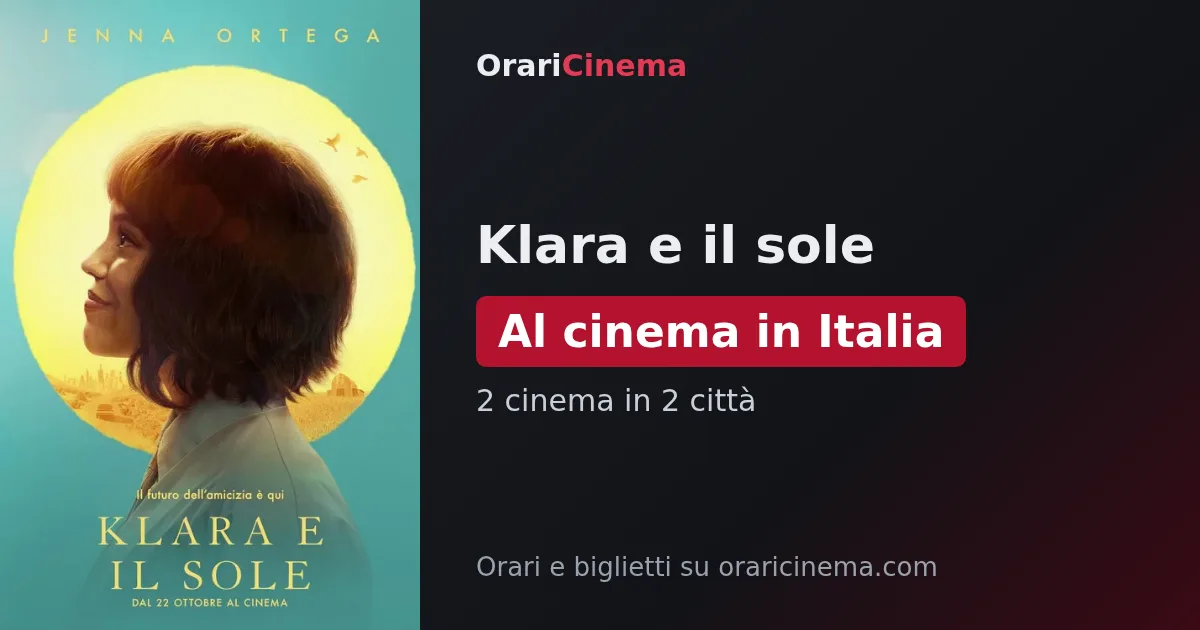 JENNA ORTEGA
Il futuro dell'amicizia è qui
KLARA E
IL SOLE
DAL 22 OTTOBRE AL CINEMA
OrariCinema
Klara e il sole
Al cinema in Italia
2 cinema in 2 città
Orari e biglietti su oraricinema.com